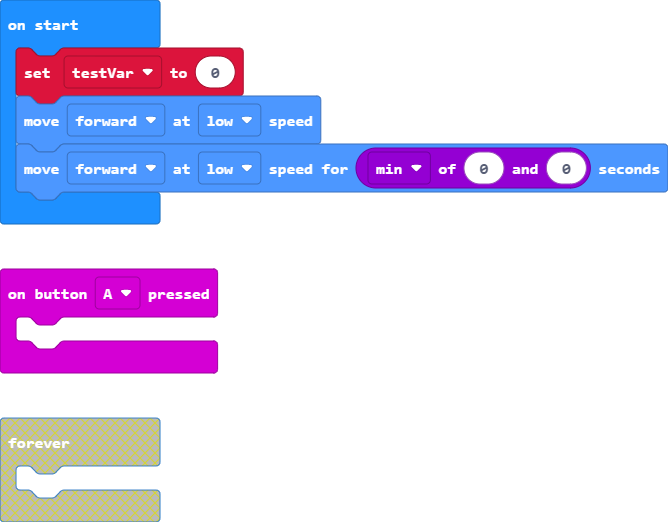 on start
set testVar to 0
move forward at low speed
move forward at low speed for min of 0 and 0 seconds
on button A pressed
forever